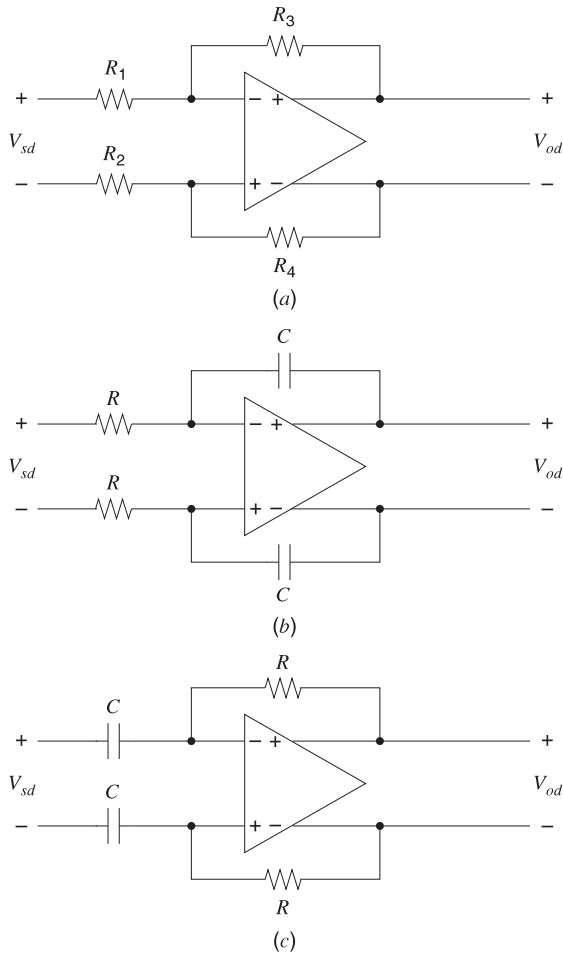 R3
R1
+ − + +
Vsd R2 Vod
− + − −
R4
(a)
C
R
+ − + +
Vsd R Vod
− + − −
C
(b)
R
C
+ − + +
Vsd C Vod
− + − −
R
(c)